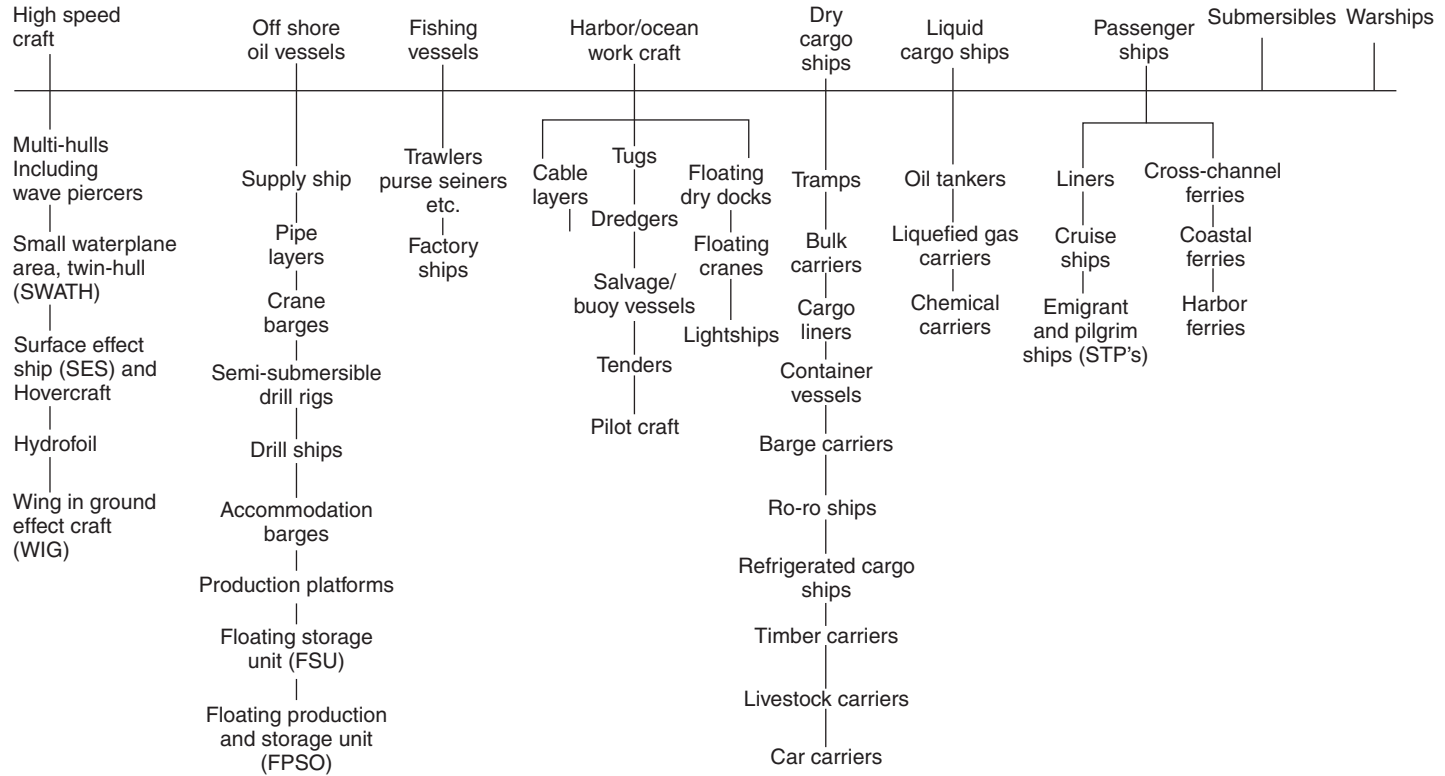 High speed
craft
Off shore
oil vessels
Fishing
vessels
Harbor/ocean
work craft
Dry
cargo
ships
Liquid
cargo ships
Passenger
ships
Submersibles
Warships
Multi-hulls
Including
wave piercers
Small waterplane
area, twin-hull
(SWATH)
Surface effect
ship (SES) and
Hovercraft
Hydrofoil
Wing in ground
effect craft
(WIG)
Supply ship
Pipe
layers
Crane
barges
Semi-submersible
drill rigs
Drill ships
Accommodation
barges
Production platforms
Floating storage
unit (FSU)
Floating production
and storage unit
(FPSO)
Trawlers
purse seiners
etc.
Factory
ships
Cable
layers
Tugs
Dredgers
Salvage/
buoy vessels
Tenders
Pilot craft
Floating
dry docks
Floating
cranes
Lightships
Tramps
Bulk
carriers
Cargo
liners
Container
vessels
Barge carriers
Ro-ro ships
Refrigerated cargo
ships
Timber carriers
Livestock carriers
Car carriers
Oil tankers
Liquefied gas
carriers
Chemical
carriers
Liners
Cruise
ships
Emigrant
and pilgrim
ships (STP's)
Cross-channel
ferries
Coastal
ferries
Harbor
ferries